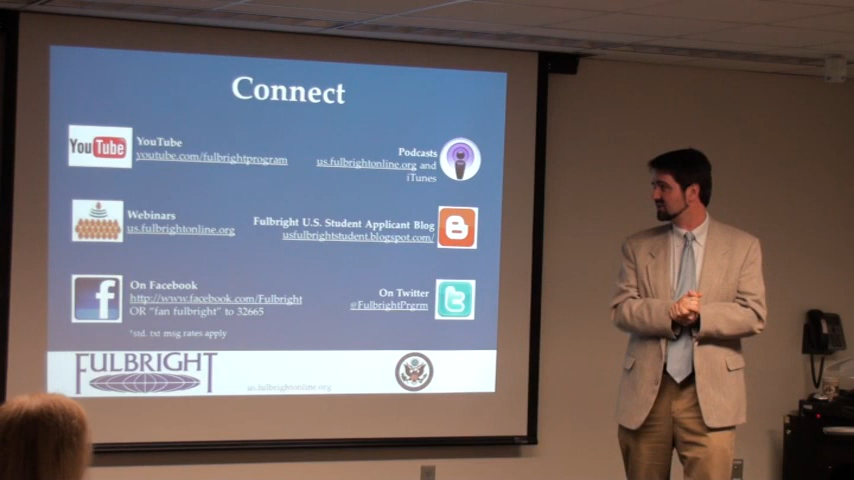 Connect
YouTube
YouTube
youtube.com/fulbrightprogram
Podcasts
us.fulbrightonline.org and
iTunes
Webinars
us.fulbrightonline.org
Fulbright U.S. Student Applicant Blog
usfulbrightstudent.blogspot.com/
f
On Facebook
http://www.facebook.com/Fulbright
OR "fan fulbright" to 32665
*std. txt msg rates apply
On Twitter
@FulbrightPrgrm
t
FULBRIGHT
us.fulbrightonline.org